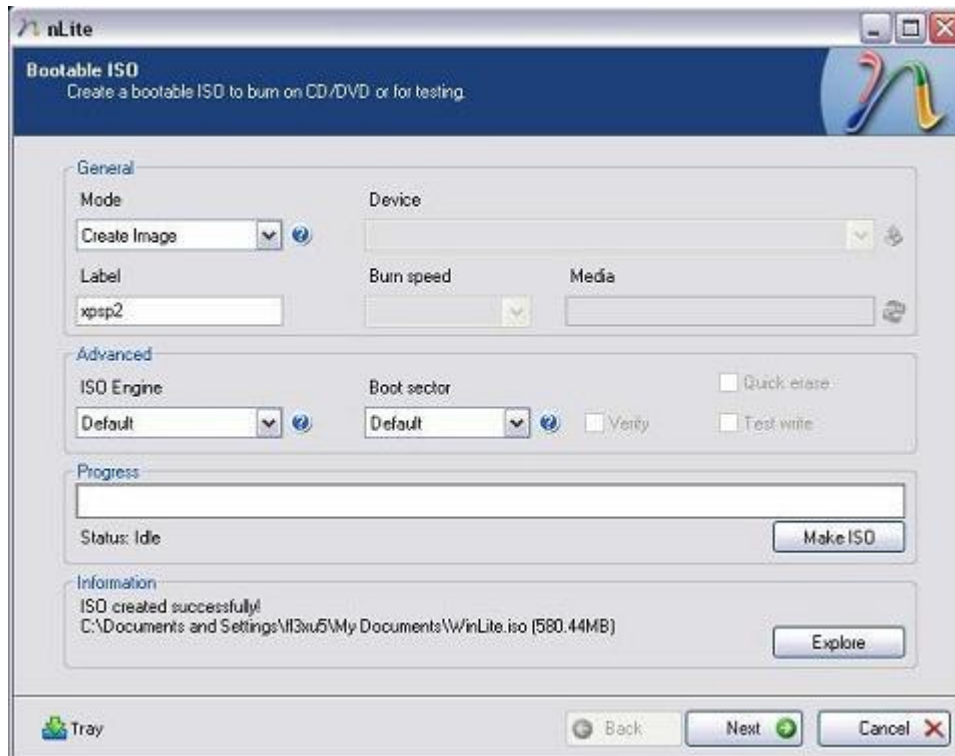 nLite
Bootable ISO
Create a bootable ISO to burn on CD/DVD or for testing.
General
Mode
Device
Create Image
Label
Burn speed
Media
xpsp2
Advanced
ISO Engine
Boot sector
Quick erase
Default
Default
Verify
Test write
Progress
Status: Idle
Make ISO
Information
ISO created successfully!
C:\Documents and Settings\fl3xu5\My Documents\WinLite.iso (580.44MB)
Explore
Tray
Back
Next
Cancel